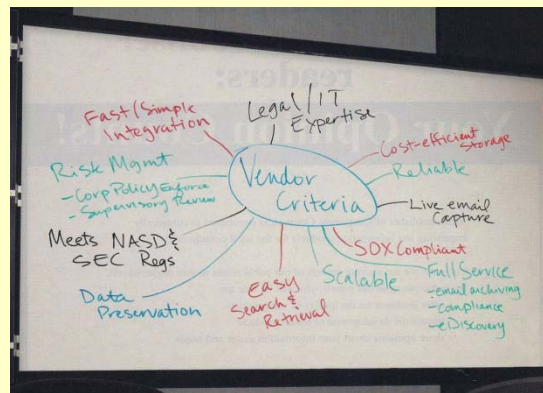 readers:
Your Opinion
Fast/Simple
Integration
Legal/IT
Expertise
Cost-efficient
Storage
Risk Mgmt
-Corp Policy Enforce
-Supervisory Review
Vendor
Criteria
Reliable
Live email
Capture
Meets NASD &
SEC Regs
SOX Compliant
Data
Preservation
Easy
Search &
Retrieval
Scalable
Full Service
-email archiving
-compliance
-eDiscovery